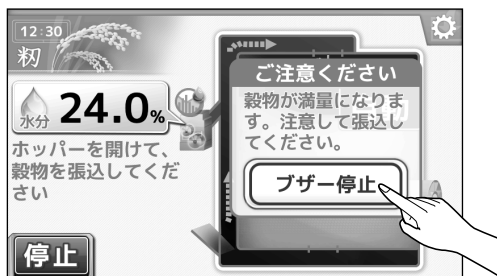 12:30
籾
水分 24.0%
ホッパーを開けて、
穀物を張込してくだ
さい
停止
ご注意ください
穀物が満量になりま
す。注意して張込し
てください。
ブザー停止